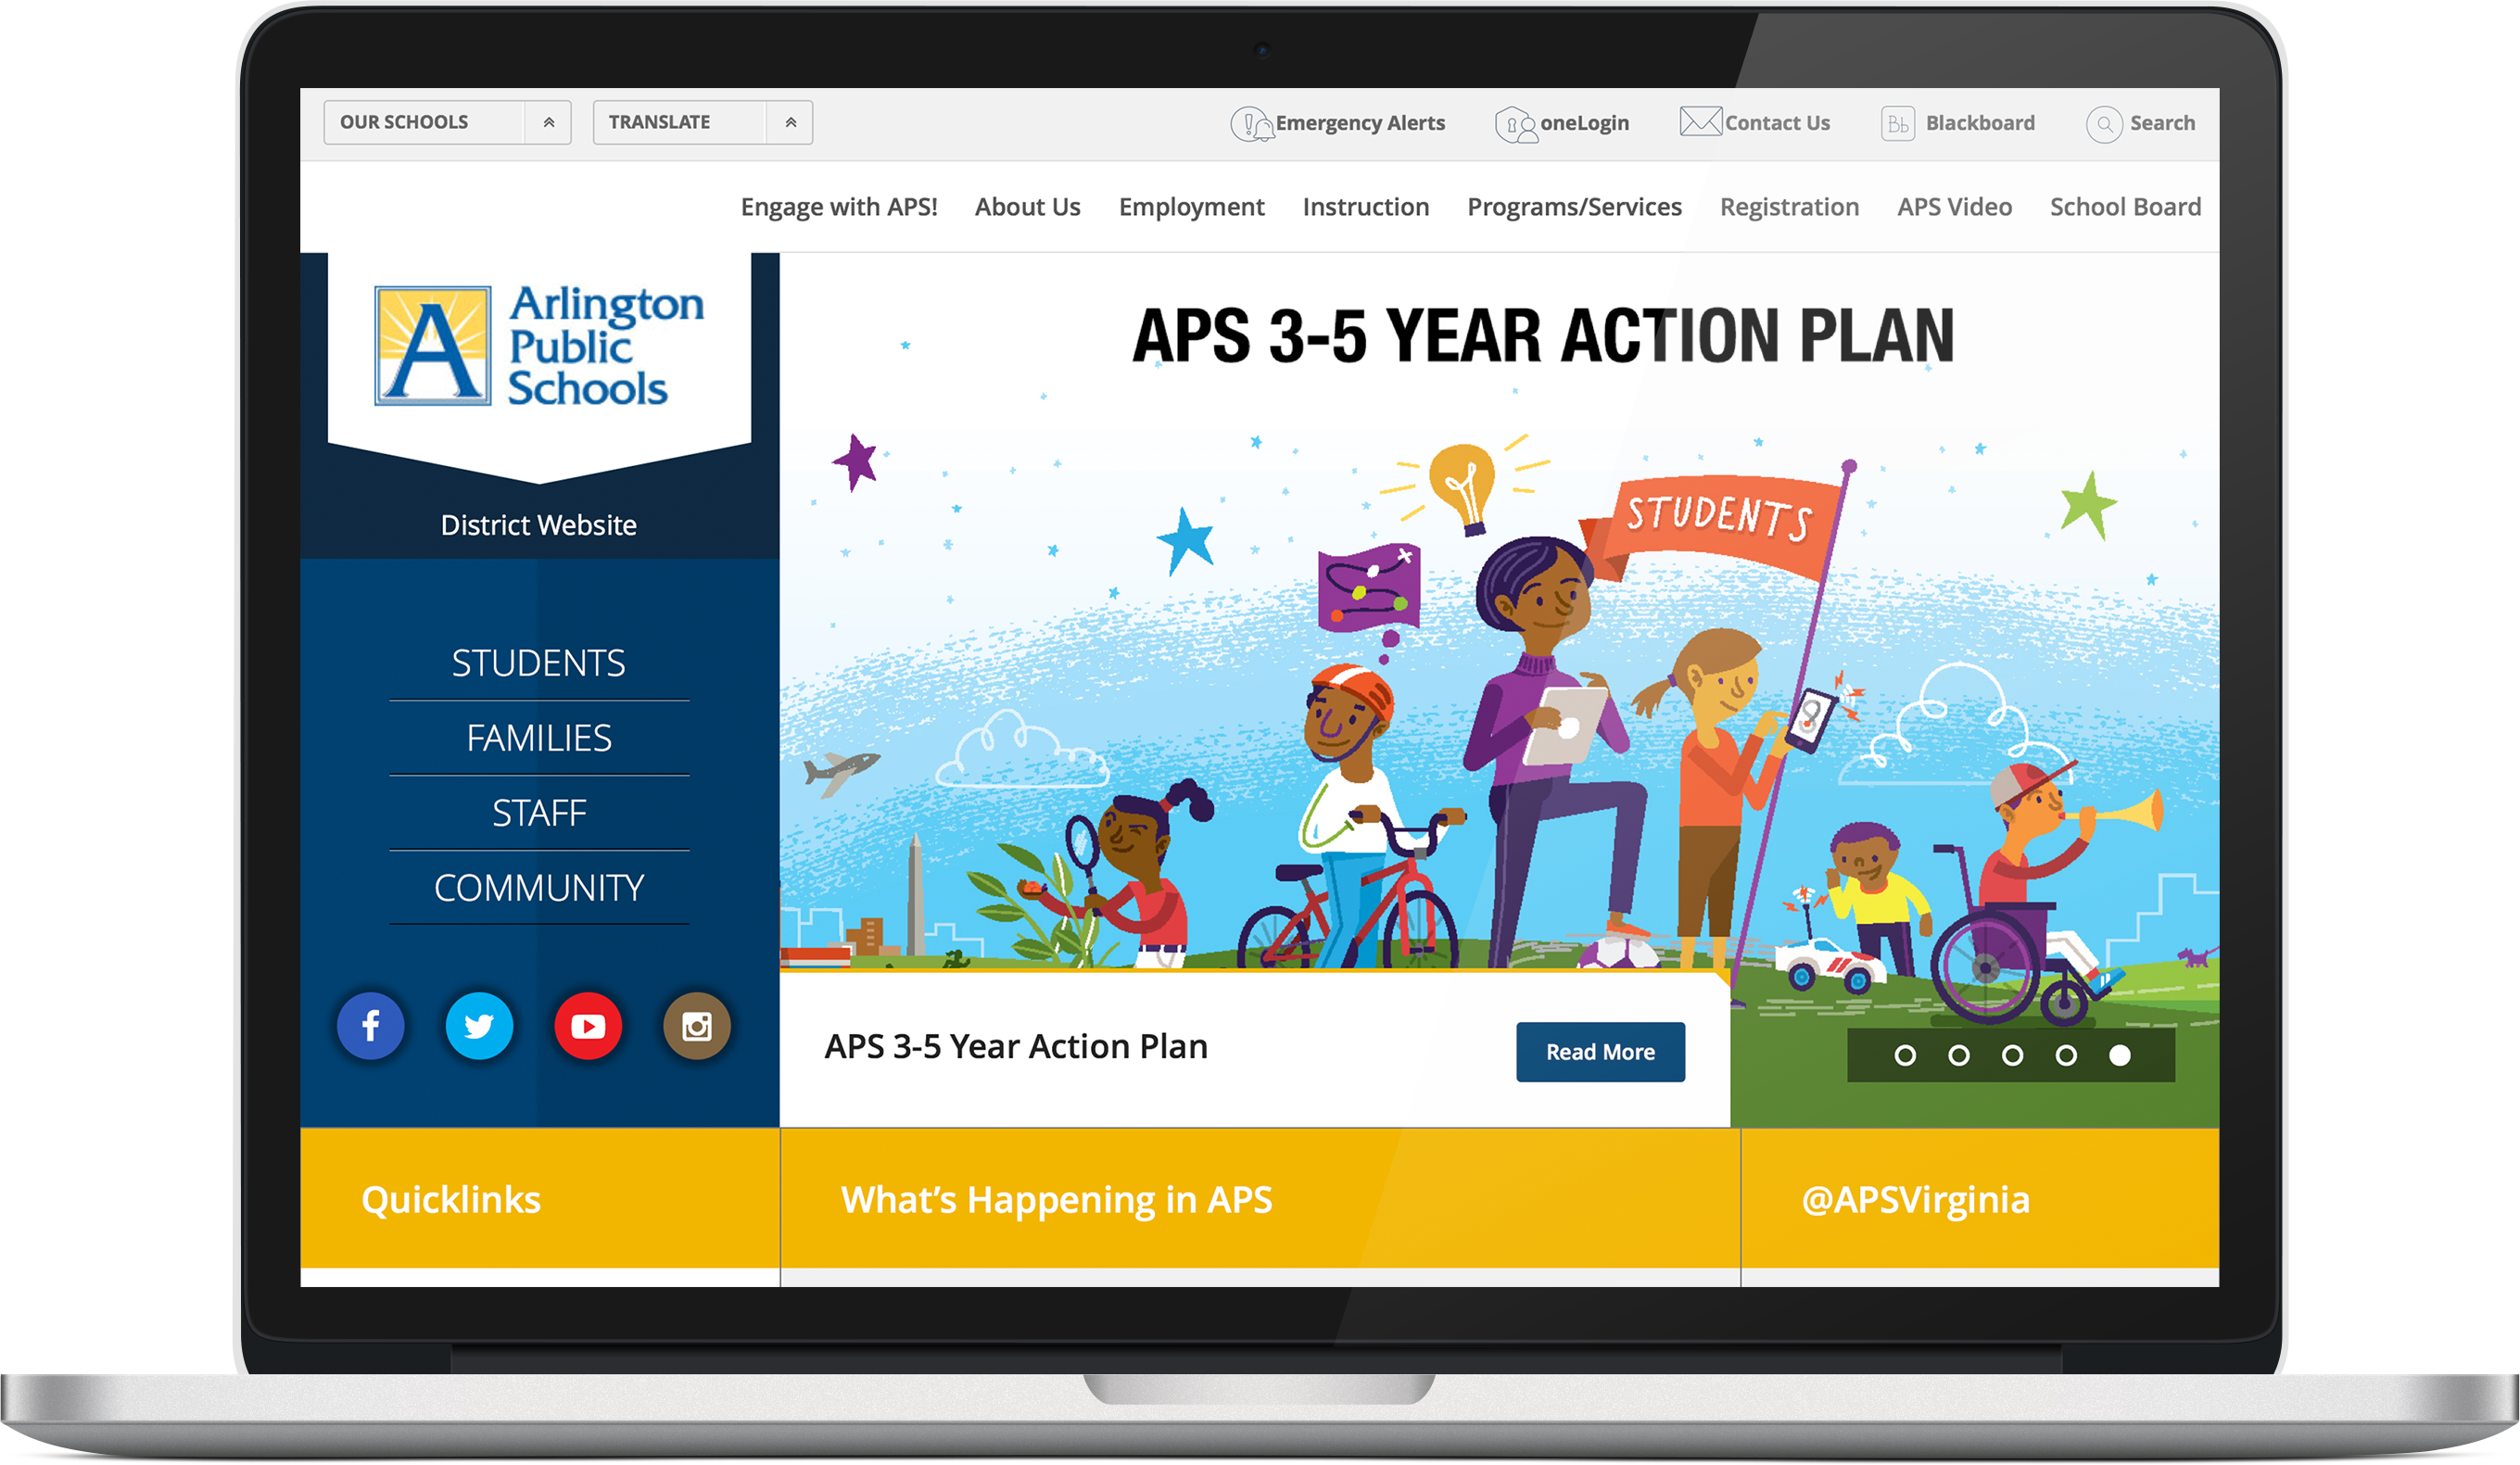 OUR SCHOOLS
TRANSLATE
Emergency Alerts
oneLogin
Contact Us
Bb Blackboard
Search
Engage with APS!
About Us
Employment
Instruction
Programs/Services
Registration
APS Video
School Board
A
Arlington
Public
Schools
District Website
STUDENTS
FAMILIES
STAFF
COMMUNITY
APS 3-5 YEAR ACTION PLAN
STUDENTS
APS 3-5 Year Action Plan
Read More
Quicklinks
What's Happening in APS
@APSVirginia